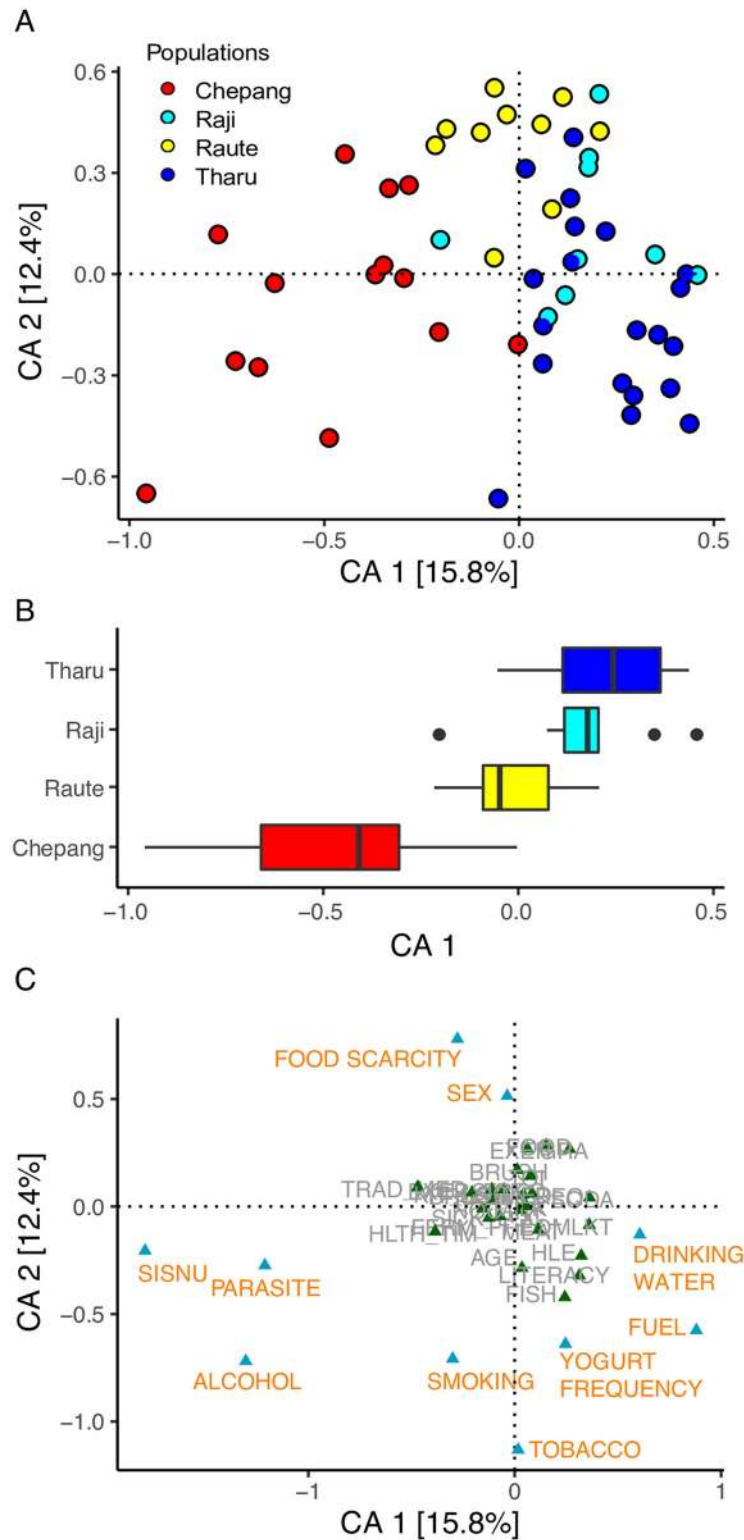 A
Populations
Chepang
Raji
Raute
Tharu
0.6
0.3
0.0
−0.3
−0.6
CA 2 [12.4%]
−1.0 −0.5 0.0 0.5
CA 1 [15.8%]
B
Tharu
Raji
Raute
Chepang
−1.0 −0.5 0.0 0.5
CA 1
C
FOOD SCARCITY
SEX
0.5
BRUSH
TRAD_MED
0.0
HLTH_TIM
AGE
HLE
LITERACY
FISH
SISNU
PARASITE
DRINKING
WATER
−0.5
FUEL
ALCOHOL
SMOKING
YOGURT
FREQUENCY
−1.0
TOBACCO
CA 2 [12.4%]
−1 0 1
CA 1 [15.8%]